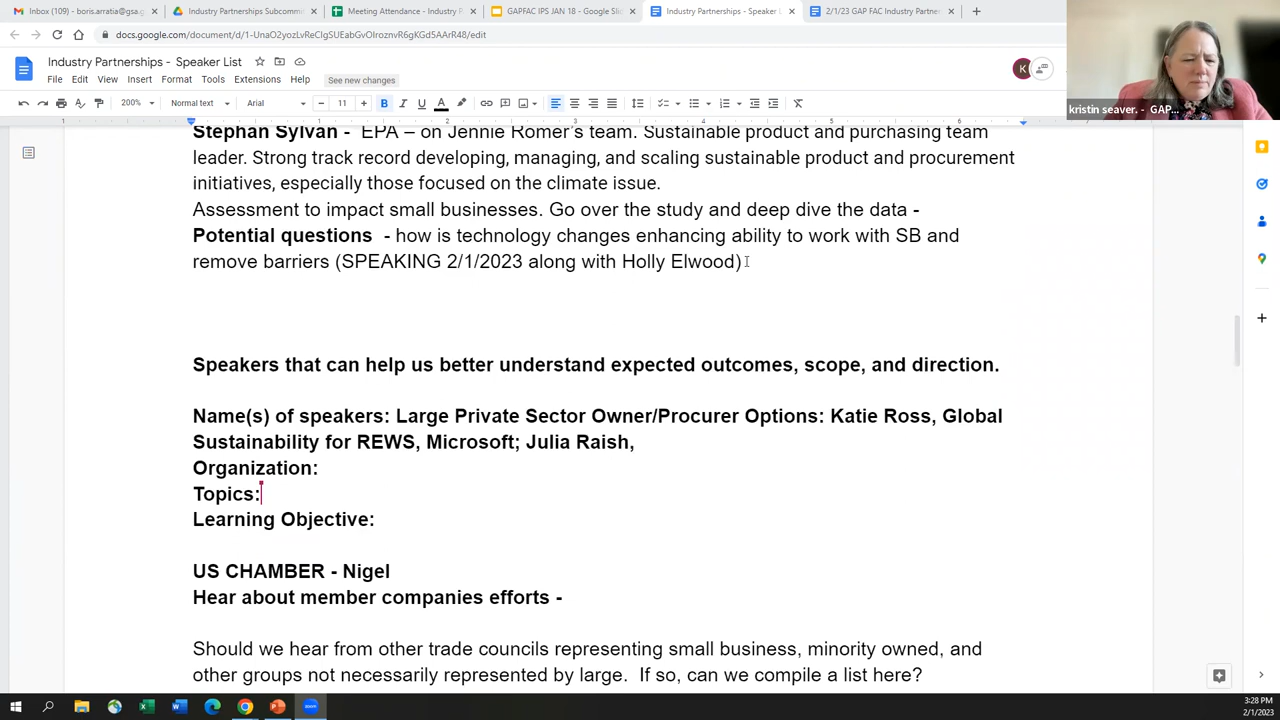 Inbox (109) - boris.arratia@gsa.g
Industry Partnerships Subcommi
Meeting Attendance - Industry P
GAPFAC IPS JAN 18 - Google Slid
Industry Partnerships - Speaker L
2/1/23 GAP FAC Industry Partner
docs.google.com/document/d/1-UnaO2yozLvReClgSUEabGvOIroznvR6gKGd5AArR48/edit
Industry Partnerships - Speaker List
File Edit View Insert Format Tools Extensions Help
See new changes
K
200%
Normal text
Arial
11
B I U A
kristin seaver. - GAP...
1 2 3 4 5 6
Stephan Sylvan - EPA – on Jennie Romer's team. Sustainable product and purchasing team
leader. Strong track record developing, managing, and scaling sustainable product and procurement
initiatives, especially those focused on the climate issue.
Assessment to impact small businesses. Go over the study and deep dive the data -
Potential questions - how is technology changes enhancing ability to work with SB and
remove barriers (SPEAKING 2/1/2023 along with Holly Elwood)
Speakers that can help us better understand expected outcomes, scope, and direction.
Name(s) of speakers: Large Private Sector Owner/Procurer Options: Katie Ross, Global
Sustainability for REWS, Microsoft; Julia Raish,
Organization:
Topics:
Learning Objective:
US CHAMBER - Nigel
Hear about member companies efforts -
Should we hear from other trade councils representing small business, minority owned, and
other groups not necessarily represented by large. If so, can we compile a list here?
3:28 PM
2/1/2023